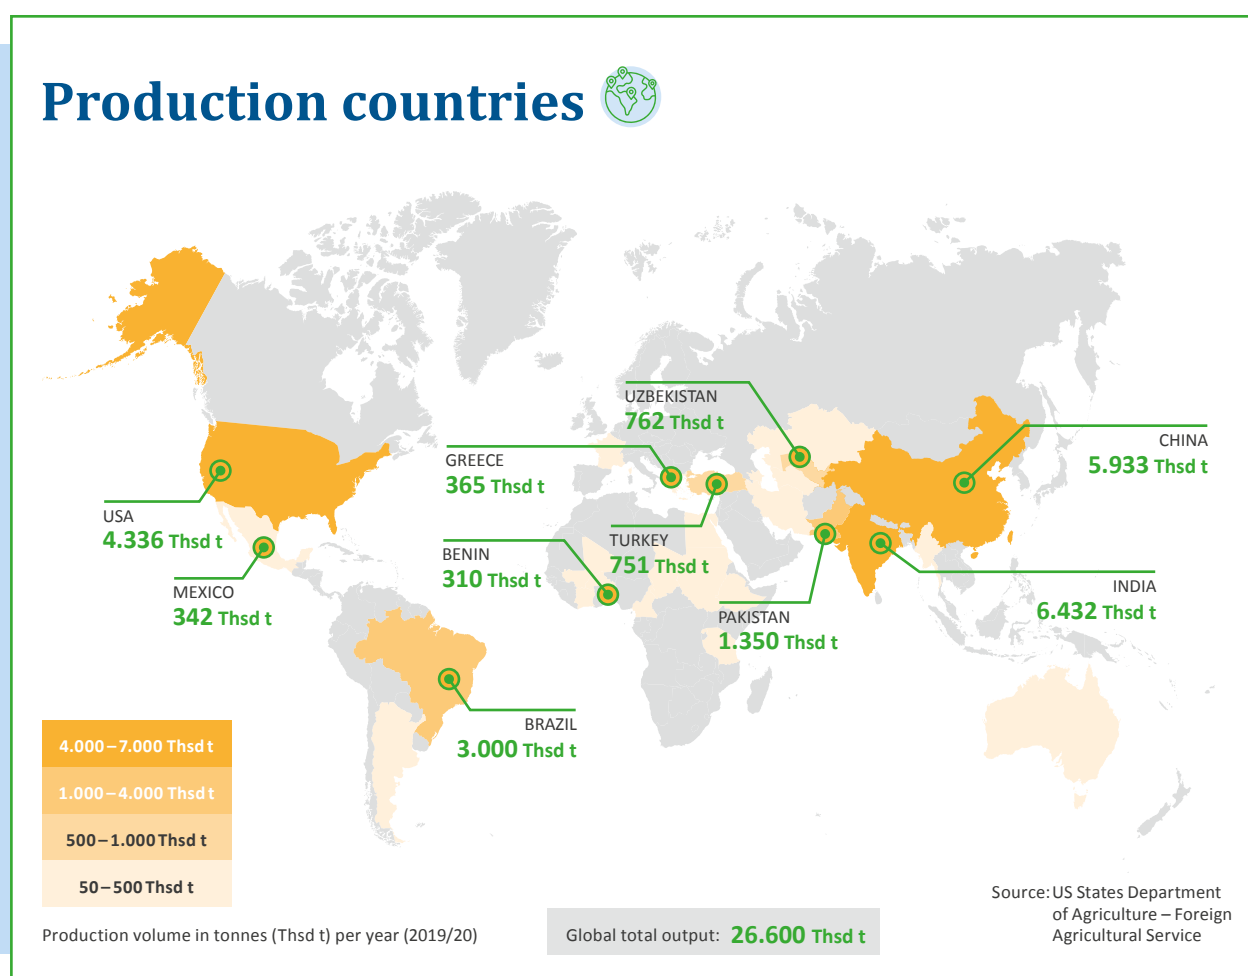 Production countries
UZBEKISTAN
762 Thsd t
CHINA
5.933 Thsd t
GREECE
365 Thsd t
USA
4.336 Thsd t
TURKEY
751 Thsd t
BENIN
310 Thsd t
MEXICO
342 Thsd t
INDIA
6.432 Thsd t
PAKISTAN
1.350 Thsd t
BRAZIL
3.000 Thsd t
4.000–7.000 Thsd t
1.000–4.000 Thsd t
500–1.000 Thsd t
50–500 Thsd t
Production volume in tonnes (Thsd t) per year (2019/20)
Global total output: 26.600 Thsd t
Source: US States Department
of Agriculture – Foreign
Agricultural Service